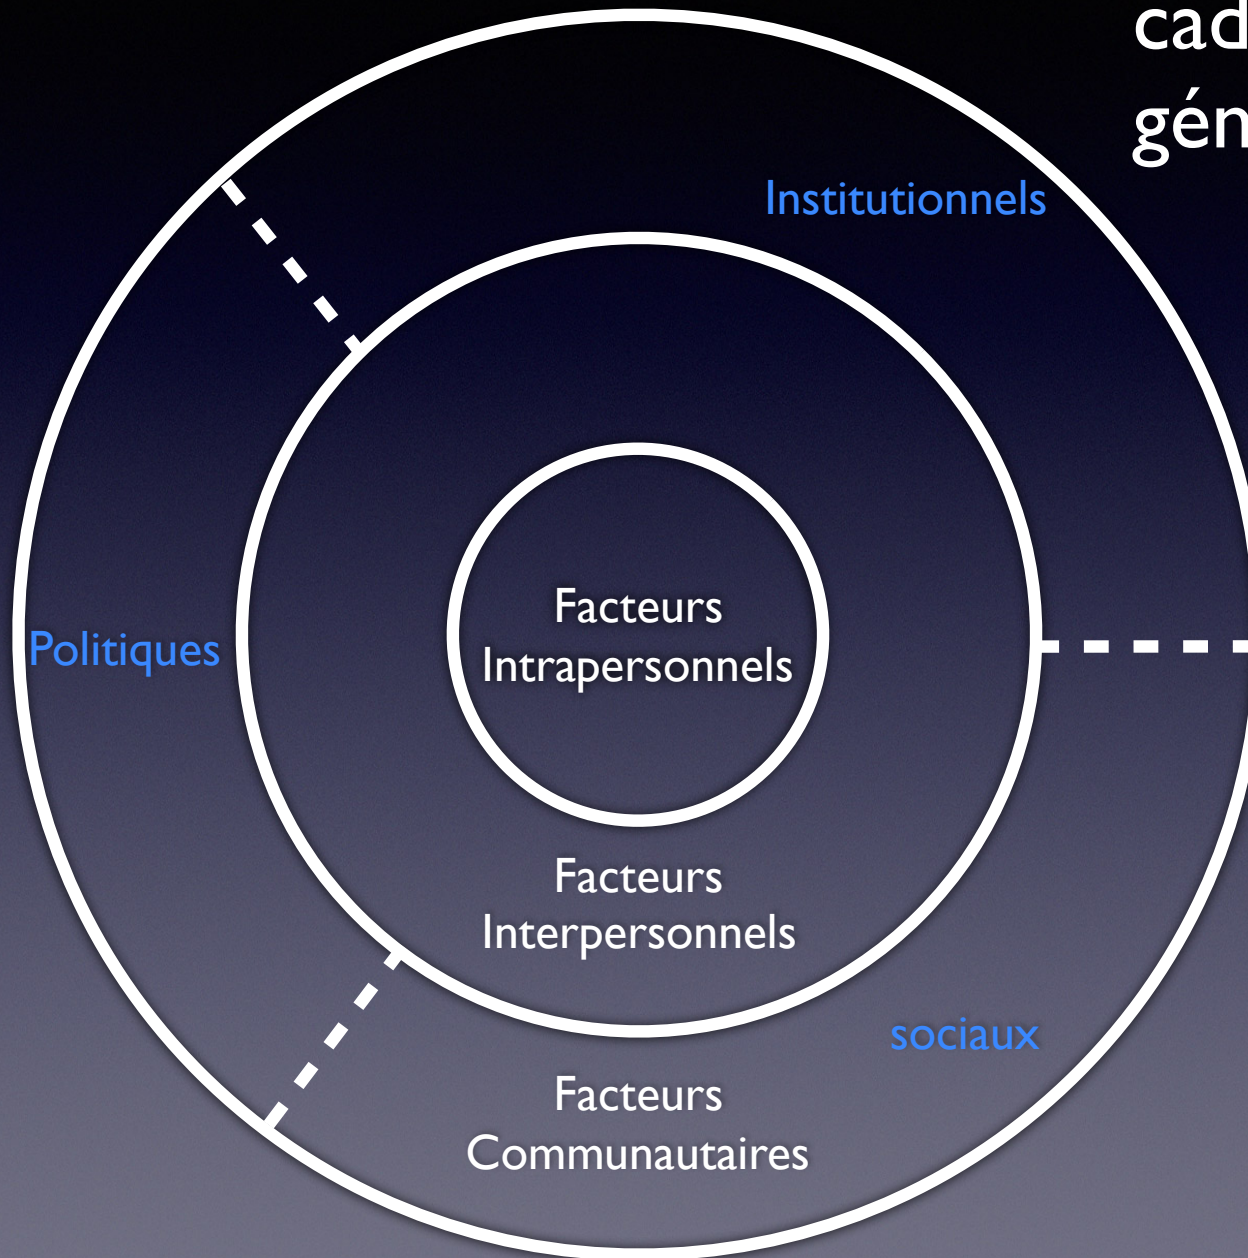 Institutionnels
Facteurs
Intrapersonnels
Politiques
Facteurs
Interpersonnels
sociaux
Facteurs
Communautaires